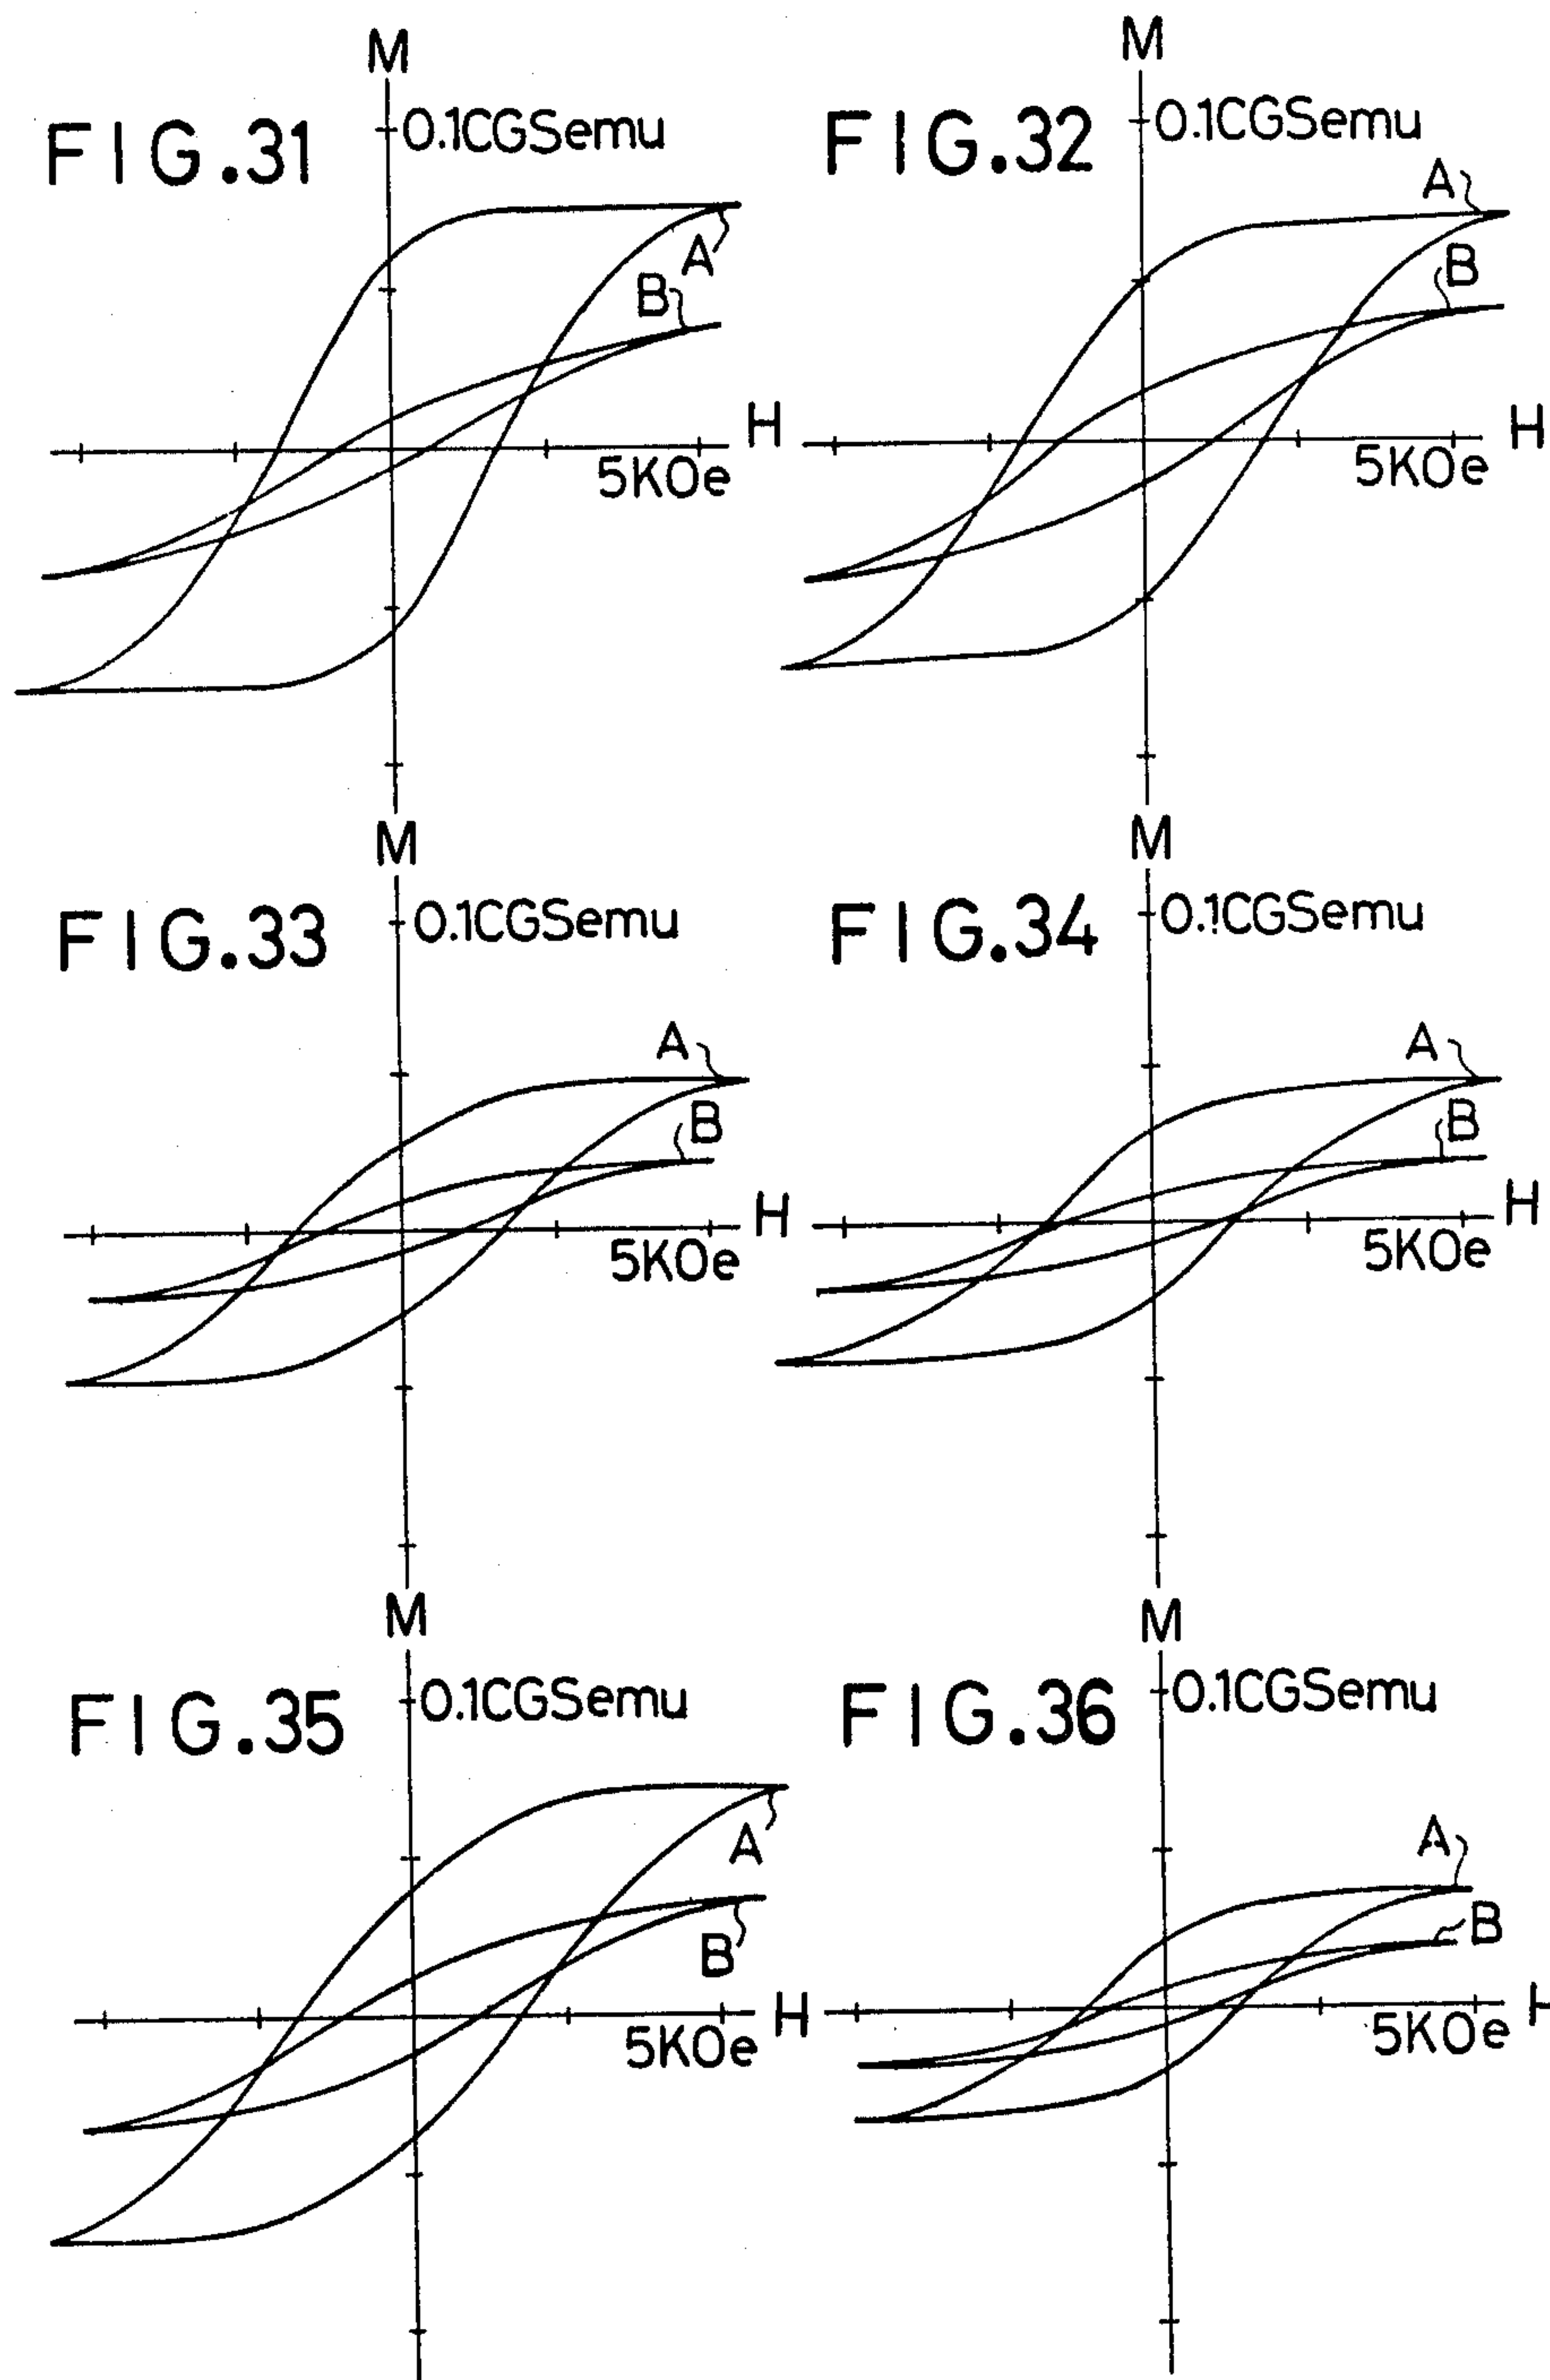 M
0.1CGSemu
FIG.31
A
B
H
5KOe
M
0.1CGSemu
FIG.32
A
B
H
5KOe
M
0.1CGSemu
FIG.33
A
B
H
5KOe
M
0.1CGSemu
FIG.34
A
B
H
5KOe
M
0.1CGSemu
FIG.35
A
B
H
5KOe
M
0.1CGSemu
FIG.36
A
B
H
5KOe